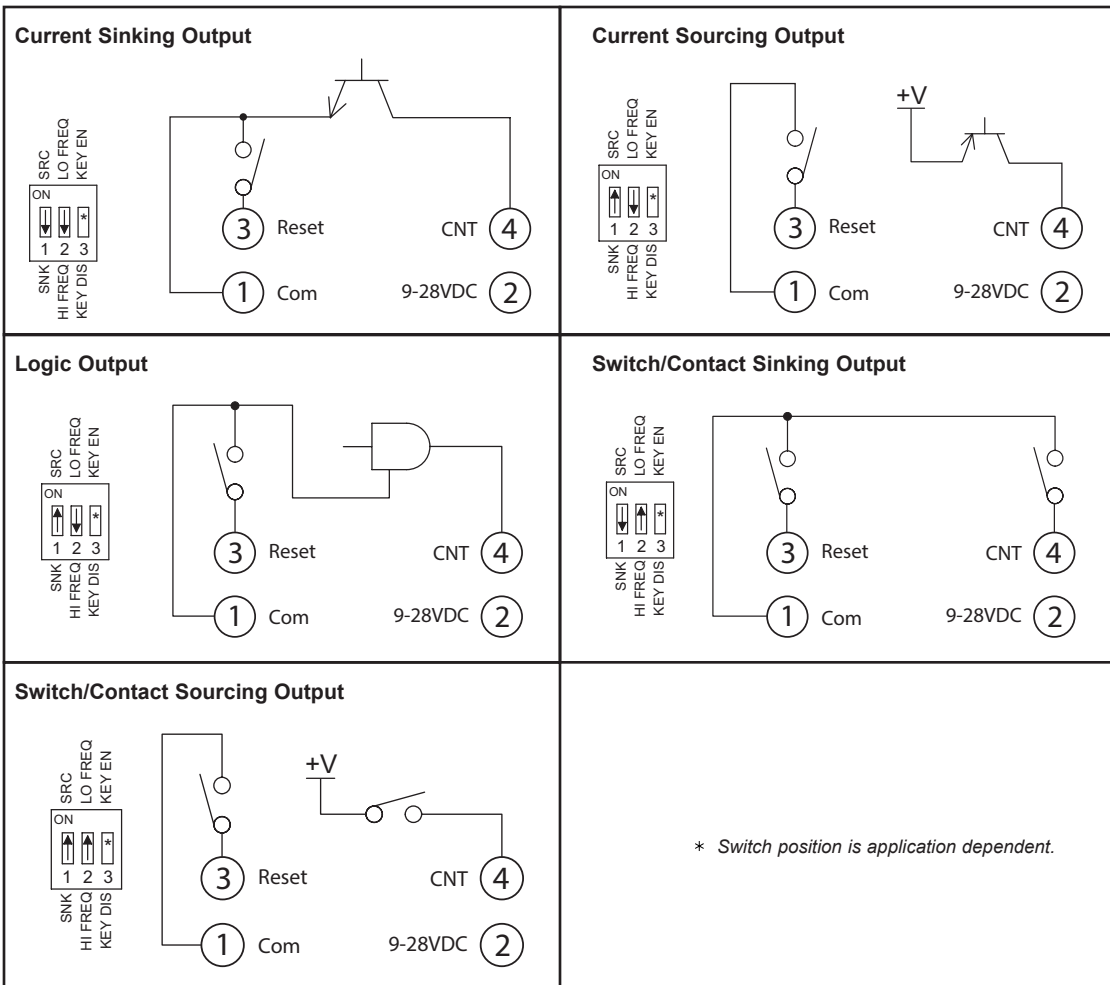 Current Sinking Output
SRC
LO FREQ
KEY EN
ON
*
1 2 3
SNK
HI FREQ
KEY DIS
3 Reset
CNT 4
1 Com
9-28VDC 2
Current Sourcing Output
SRC
LO FREQ
KEY EN
ON
*
1 2 3
SNK
HI FREQ
KEY DIS
+V
3 Reset
CNT 4
1 Com
9-28VDC 2
Logic Output
SRC
LO FREQ
KEY EN
ON
*
1 2 3
SNK
HI FREQ
KEY DIS
3 Reset
CNT 4
1 Com
9-28VDC 2
Switch/Contact Sinking Output
SRC
LO FREQ
KEY EN
ON
*
1 2 3
SNK
HI FREQ
KEY DIS
3 Reset
CNT 4
1 Com
9-28VDC 2
Switch/Contact Sourcing Output
SRC
LO FREQ
KEY EN
ON
*
1 2 3
SNK
HI FREQ
KEY DIS
+V
3 Reset
CNT 4
1 Com
9-28VDC 2
* Switch position is application dependent.